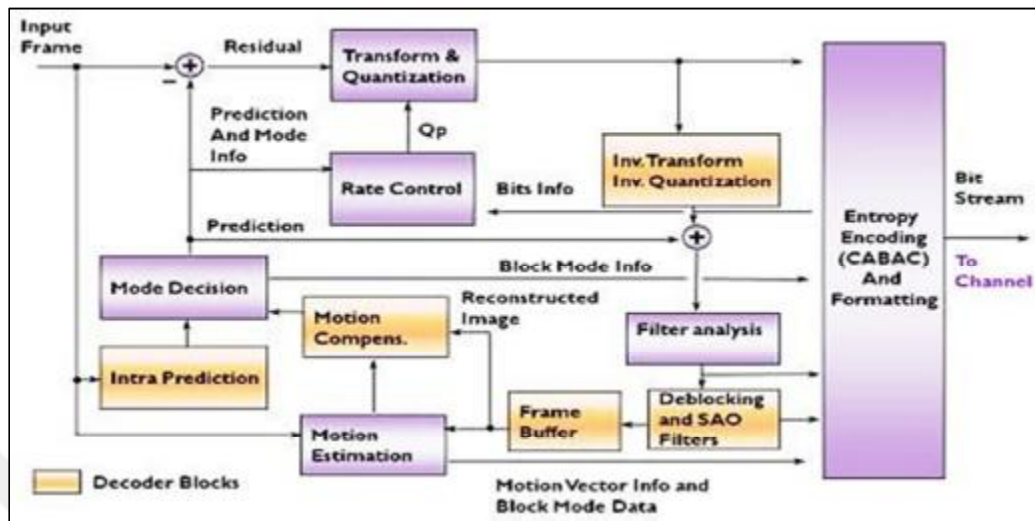 Input
Frame
Residual
Transform &
Quantization
+
−
Prediction
And Mode
Info
Qp
Rate Control
Inv. Transform
Inv. Quantization
Bits Info
Bit
Stream
Prediction
+
Entropy
Encoding
(CABAC)
And
Formatting
To
Channel
Mode Decision
Block Mode Info
Reconstructed
Image
Motion
Compens.
Filter analysis
Intra Prediction
Frame
Buffer
Deblocking
and SAO
Filters
Motion
Estimation
Decoder Blocks
Motion Vector Info and
Block Mode Data